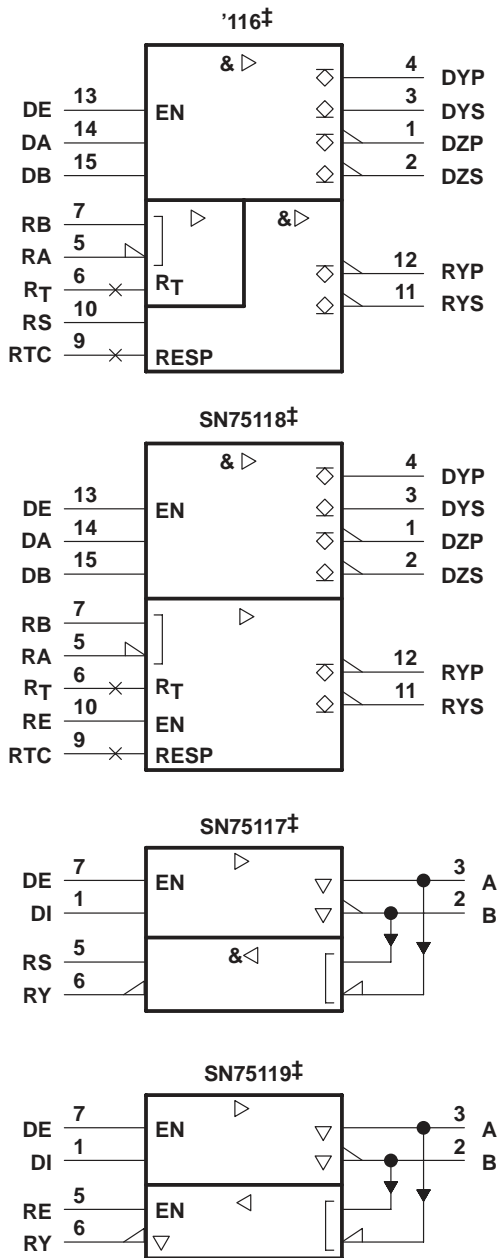 ’116‡
& ▷
DE 13 EN 4 DYP
DA 14 3 DYS
DB 15 1 DZP
2 DZS
RB 7 ▷ &▷
RA 5
RT 6 RT 12 RYP
RS 10 11 RYS
RTC 9 RESP
SN75118‡
& ▷
DE 13 EN 4 DYP
DA 14 3 DYS
DB 15 1 DZP
2 DZS
RB 7 ▷
RA 5
RT 6 RT 12 RYP
RE 10 EN 11 RYS
RTC 9 RESP
SN75117‡
DE 7 EN ▷ ▽ 3 A
DI 1 ▽ 2 B
RS 5 &◁
RY 6
SN75119‡
DE 7 EN ▷ ▽ 3 A
DI 1 ▽ 2 B
RE 5 EN ◁
RY 6 ▽